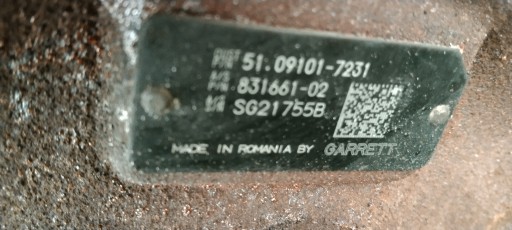 51.09101-7231
831661-02
SG21755B
MADE IN ROMANIA BY GARRETT